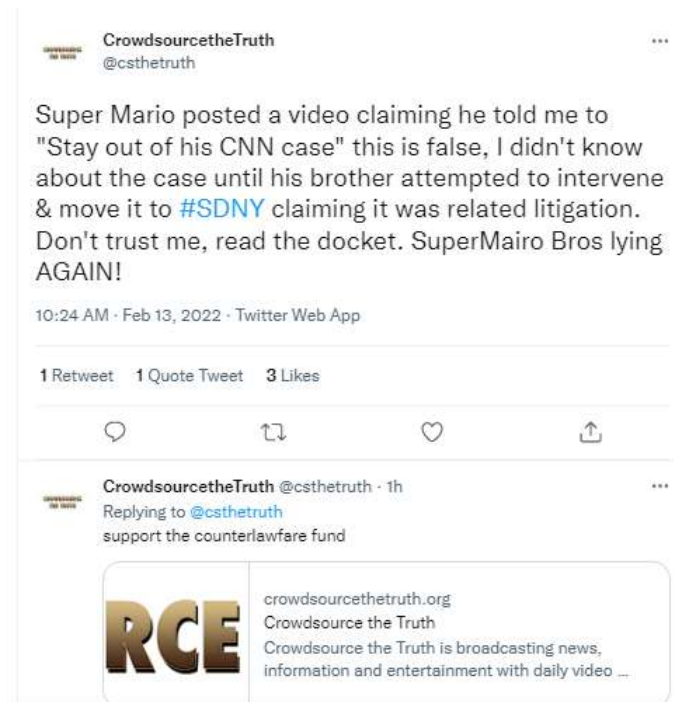 CrowdsourcetheTruth
@csthetruth
Super Mario posted a video claiming he told me to
"Stay out of his CNN case" this is false, I didn't know
about the case until his brother attempted to intervene
& move it to #SDNY claiming it was related litigation.
Don't trust me, read the docket. SuperMairo Bros lying
AGAIN!
10:24 AM · Feb 13, 2022 · Twitter Web App
1 Retweet 1 Quote Tweet 3 Likes
CrowdsourcetheTruth @csthetruth · 1h
Replying to @csthetruth
support the counterlawfare fund
RCE
crowdsourcethetruth.org
Crowdsource the Truth
Crowdsource the Truth is broadcasting news,
information and entertainment with daily video ...